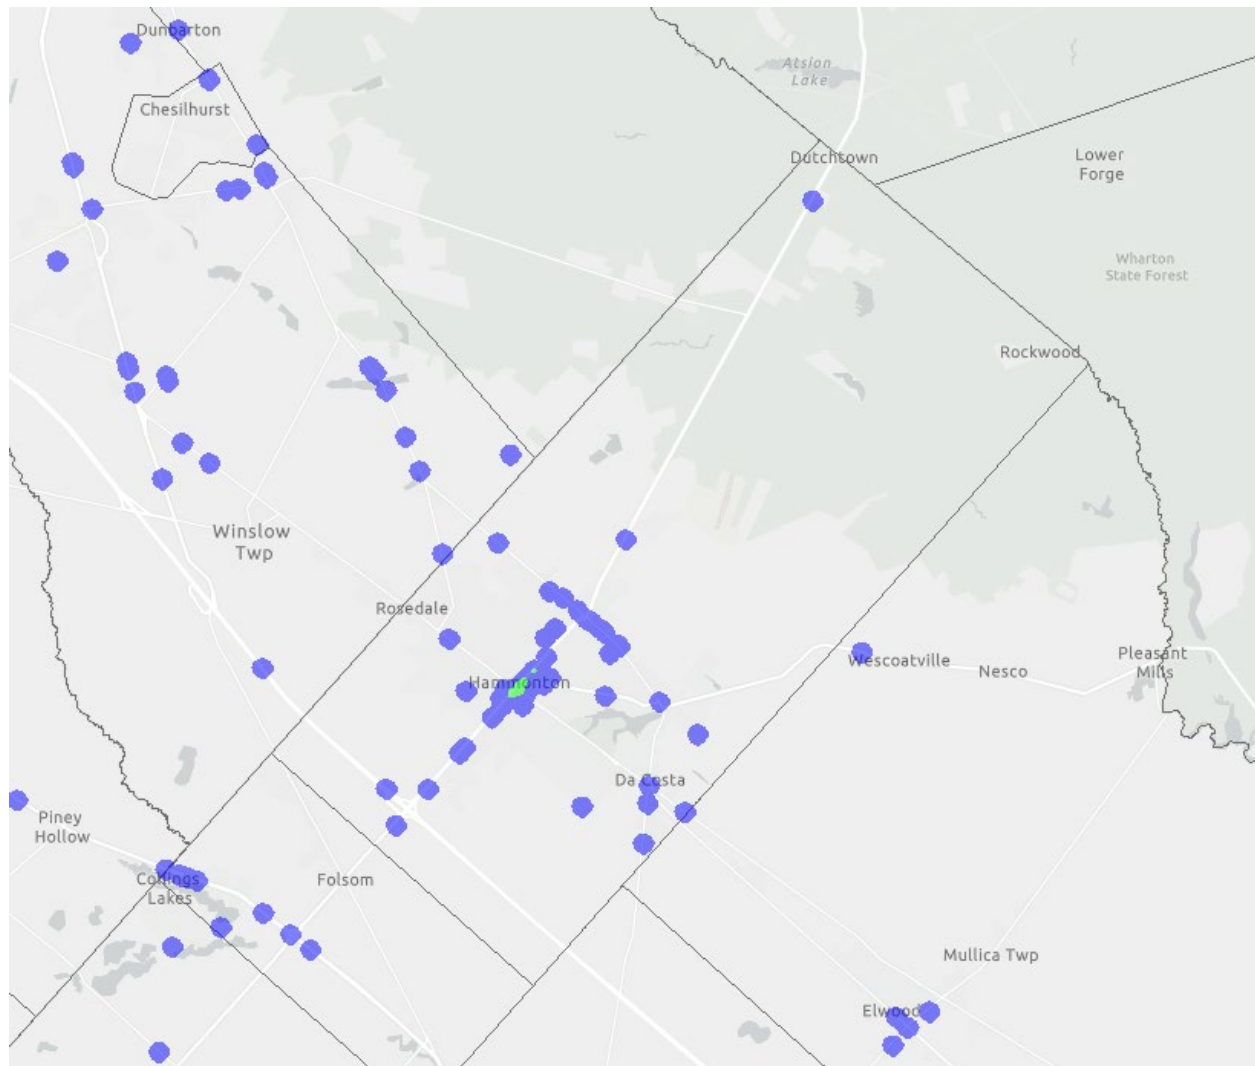 Dunbarton
Atsion
Lake
Chesilhurst
Dutchtown
Lower
Forge
Wharton
State Forest
Rockwood
Winslow
Twp
Rosedale
Hammonton
Wescoatville
Nesco
Pleasant
Mills
Da Costa
Piney
Hollow
Collings
Lakes
Folsom
Mullica Twp
Elwood